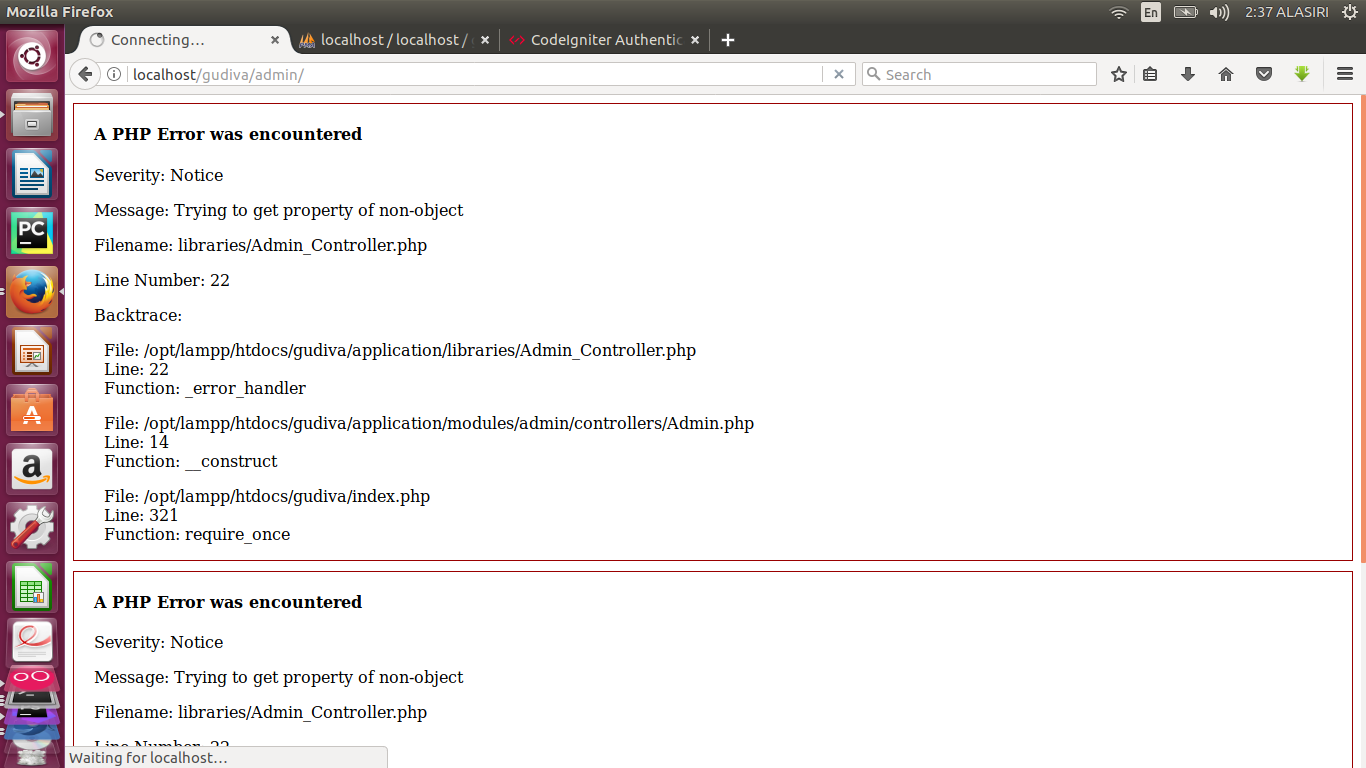 Mozilla Firefox
En
2:37 ALASIRI
Connecting…
localhost / localhost /
CodeIgniter Authentic
localhost/gudiva/admin/
Search
A PHP Error was encountered
Severity: Notice
Message: Trying to get property of non-object
Filename: libraries/Admin_Controller.php
Line Number: 22
Backtrace:
File: /opt/lampp/htdocs/gudiva/application/libraries/Admin_Controller.php
Line: 22
Function: _error_handler
File: /opt/lampp/htdocs/gudiva/application/modules/admin/controllers/Admin.php
Line: 14
Function: __construct
File: /opt/lampp/htdocs/gudiva/index.php
Line: 321
Function: require_once
A PHP Error was encountered
Severity: Notice
Message: Trying to get property of non-object
Filename: libraries/Admin_Controller.php
Line Number: 22
Waiting for localhost…
PC
A
a